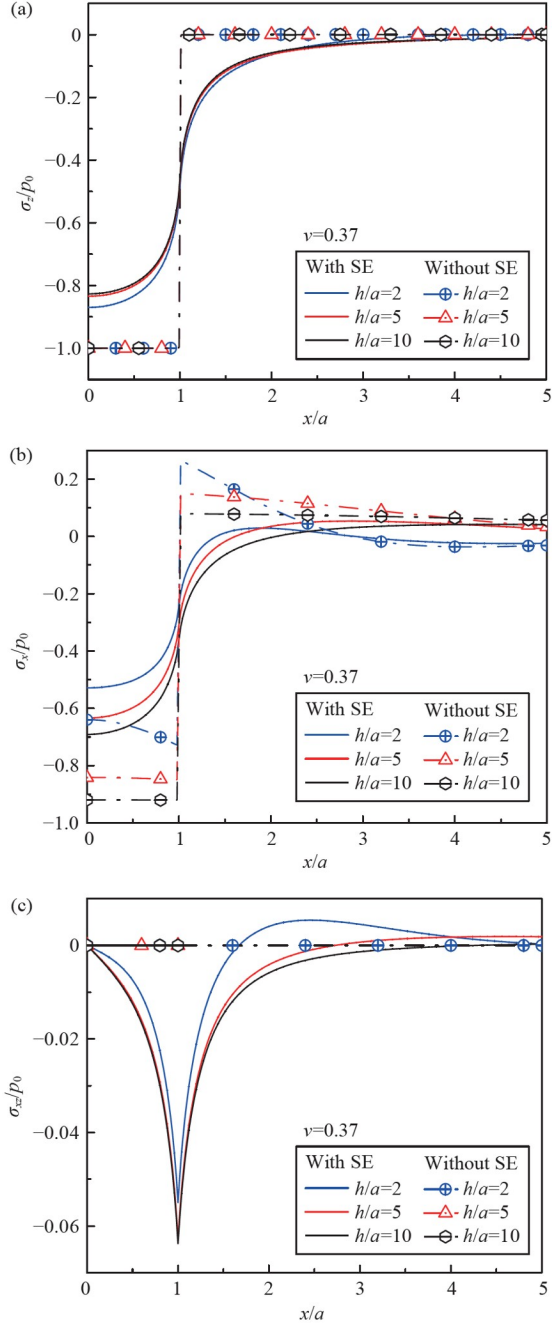 (a)
0
−0.2
−0.4
−0.6
−0.8
−1.0
σz/p0
ν=0.37
With SE Without SE
h/a=2 h/a=2
h/a=5 h/a=5
h/a=10 h/a=10
0 1 2 3 4 5
x/a
(b)
0.2
0
−0.2
−0.4
−0.6
−0.8
−1.0
σx/p0
ν=0.37
With SE Without SE
h/a=2 h/a=2
h/a=5 h/a=5
h/a=10 h/a=10
0 1 2 3 4 5
x/a
(c)
0
−0.02
−0.04
−0.06
σxz/p0
ν=0.37
With SE Without SE
h/a=2 h/a=2
h/a=5 h/a=5
h/a=10 h/a=10
0 1 2 3 4 5
x/a